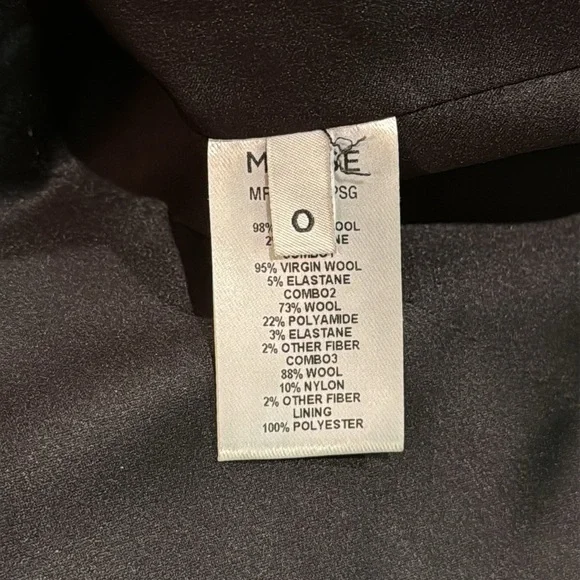 O
98%
95% VIRGIN WOOL
5% ELASTANE
COMBO2
73% WOOL
22% POLYAMIDE
3% ELASTANE
2% OTHER FIBER
COMBO3
88% WOOL
10% NYLON
2% OTHER FIBER
LINING
100% POLYESTER